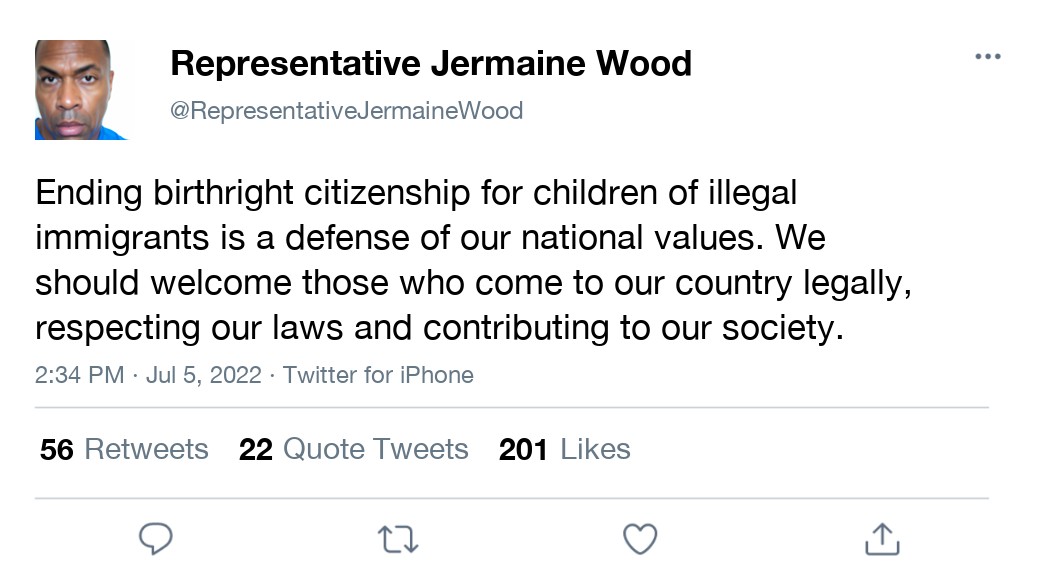 Representative Jermaine Wood
@RepresentativeJermaineWood
Ending birthright citizenship for children of illegal
immigrants is a defense of our national values. We
should welcome those who come to our country legally,
respecting our laws and contributing to our society.
2:34 PM · Jul 5, 2022 · Twitter for iPhone
56 Retweets 22 Quote Tweets 201 Likes